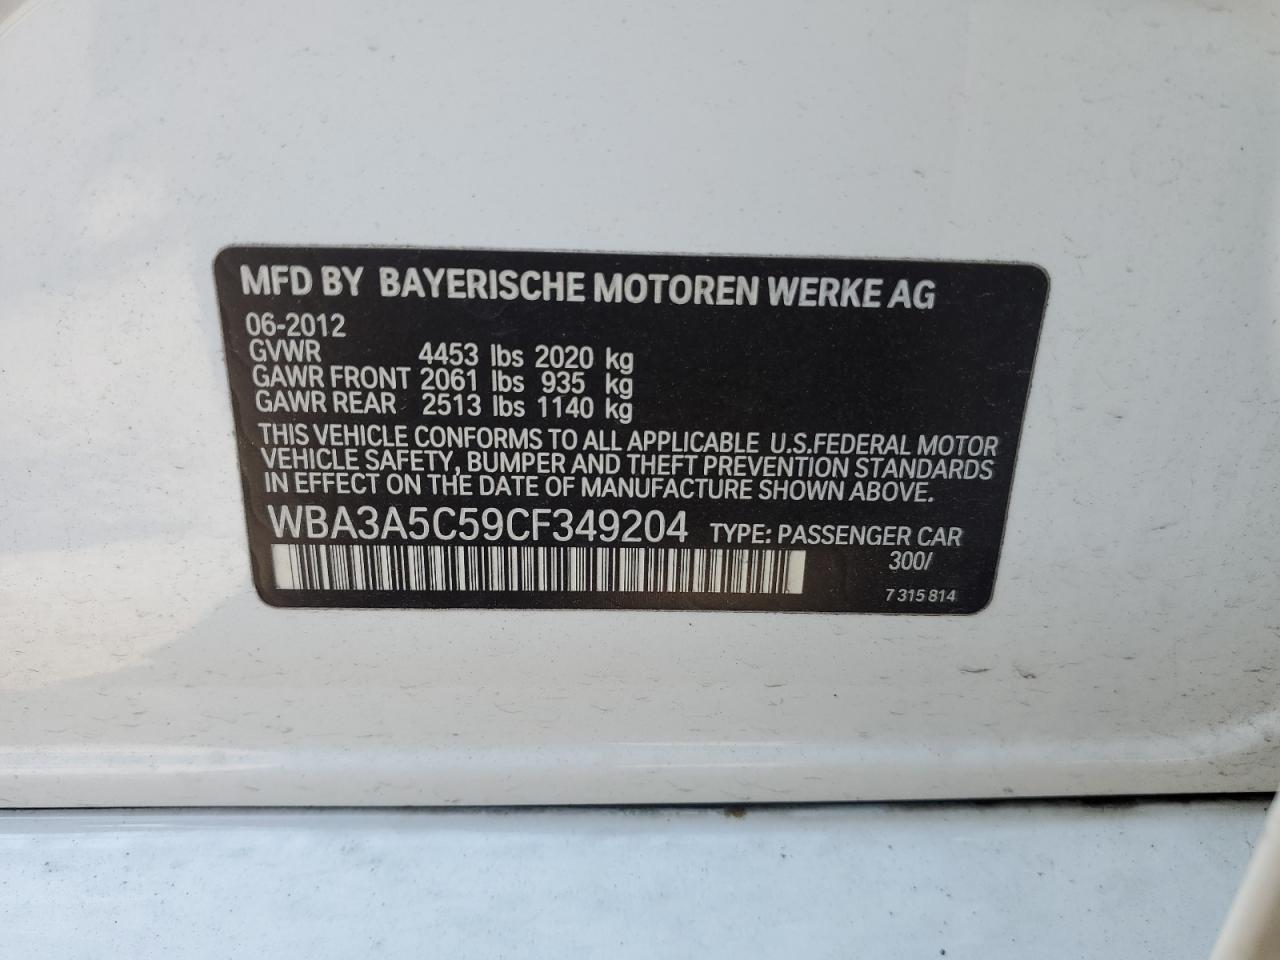 MFD BY BAYERISCHE MOTOREN WERKE AG
06-2012
GVWR 4453 lbs 2020 kg
GAWR FRONT 2061 lbs 935 kg
GAWR REAR 2513 lbs 1140 kg
THIS VEHICLE CONFORMS TO ALL APPLICABLE U.S.FEDERAL MOTOR
VEHICLE SAFETY, BUMPER AND THEFT PREVENTION STANDARDS
IN EFFECT ON THE DATE OF MANUFACTURE SHOWN ABOVE.
WBA3A5C59CF349204 TYPE: PASSENGER CAR
300/
7 315 814